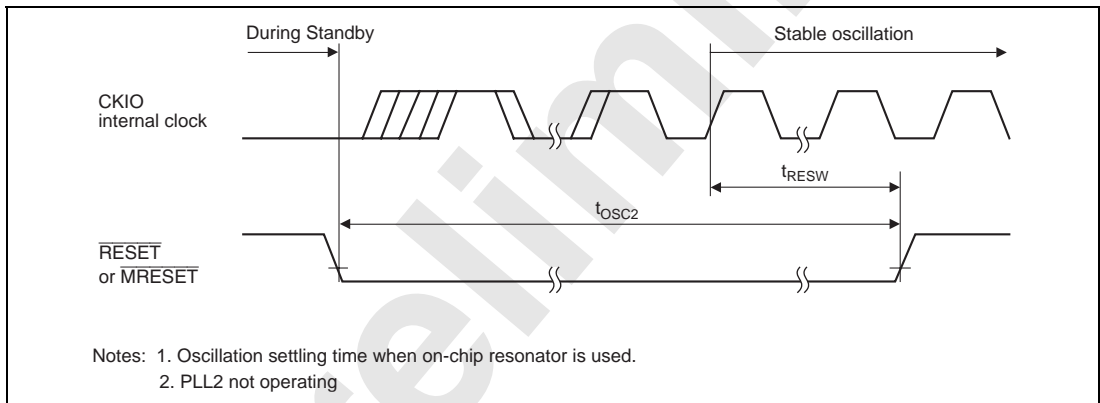 During Standby
Stable oscillation
CKIO
internal clock
tRESW
tOSC2
RESET
or MRESET
Notes: 1. Oscillation settling time when on-chip resonator is used.
2. PLL2 not operating
relimi